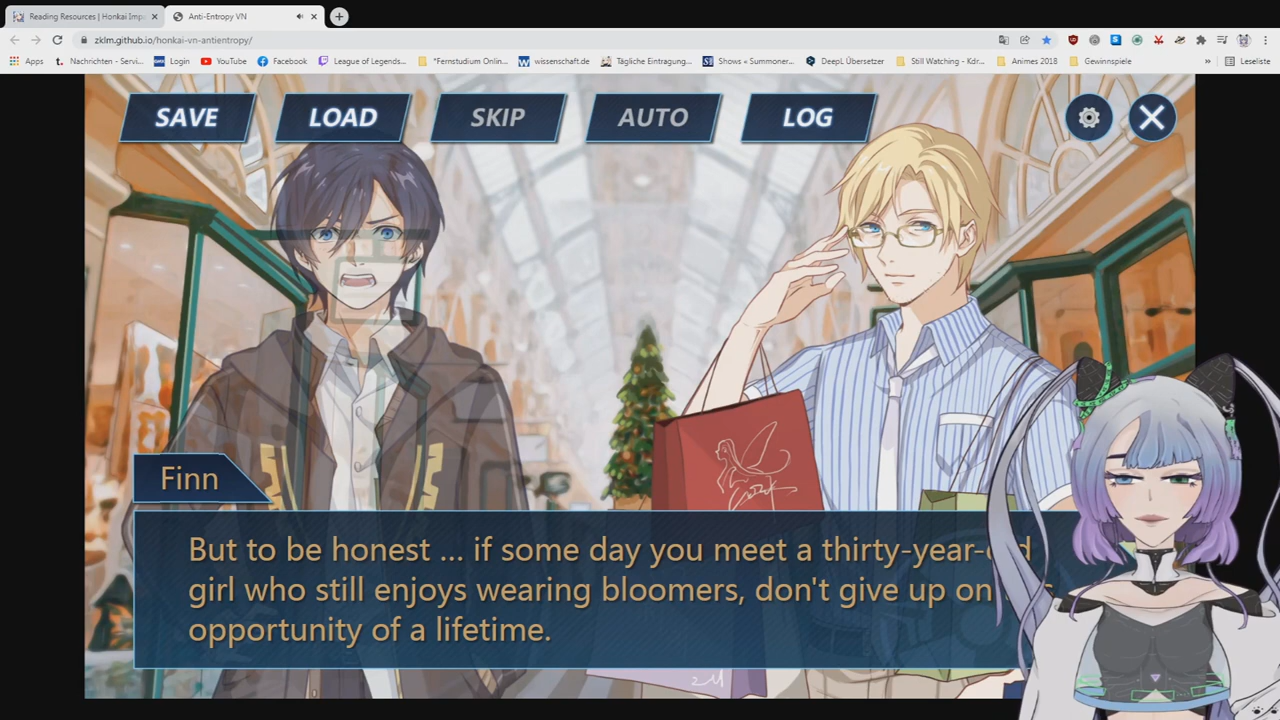 Reading Resources | Honkai Imp
Anti-Entropy VN
zklm.github.io/honkai-vn-antientropy/
Apps
Nachrichten - Servi...
Login
YouTube
Facebook
League of Legends...
*Fernstudium Onlin...
wissenschaft.de
Tägliche Eintragung...
Shows « Summoner...
DeepL Übersetzer
Still Watching - Kdr...
Animes 2018
Gewinnspiele
»
Leseliste
SAVE
LOAD
SKIP
AUTO
LOG
Finn
But to be honest ... if some day you meet a
girl who still enjoys wearing bloomers, don't give up on
opportunity of a lifetime.